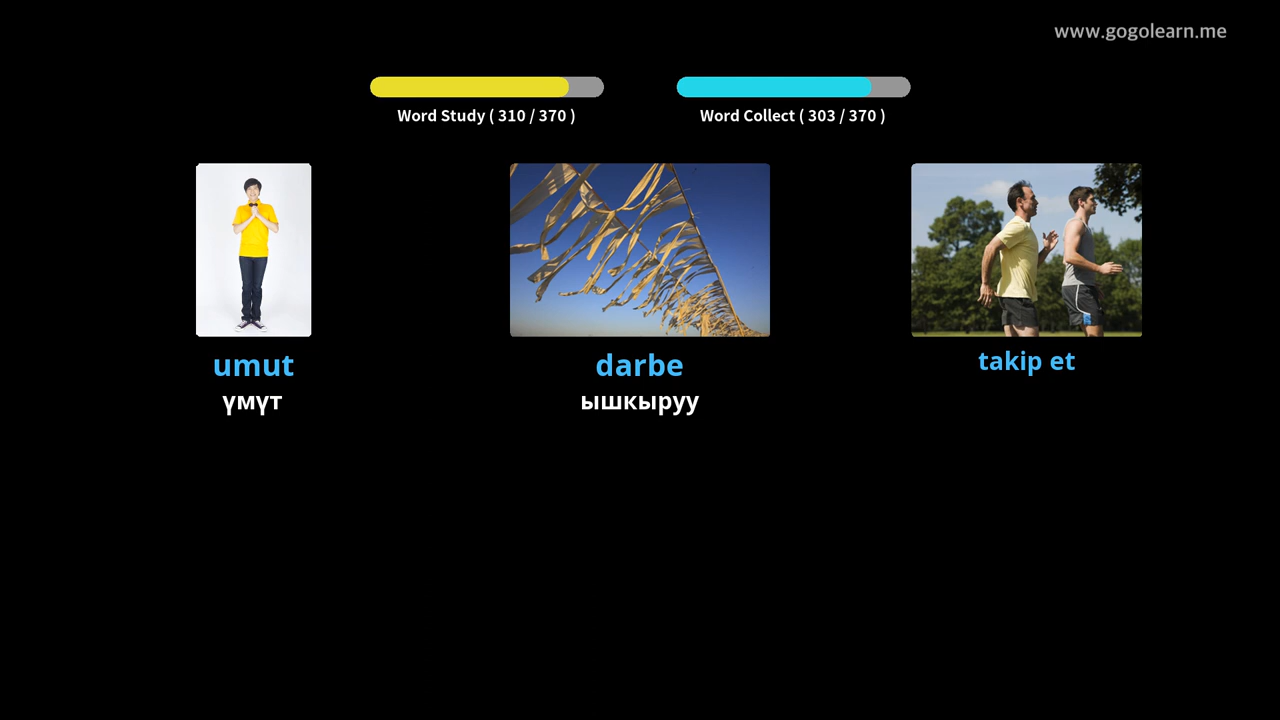 www.gogolearn.me
Word Study ( 310 / 370 )
Word Collect ( 303 / 370 )
umut
үмүт
darbe
ышкыруу
takip et